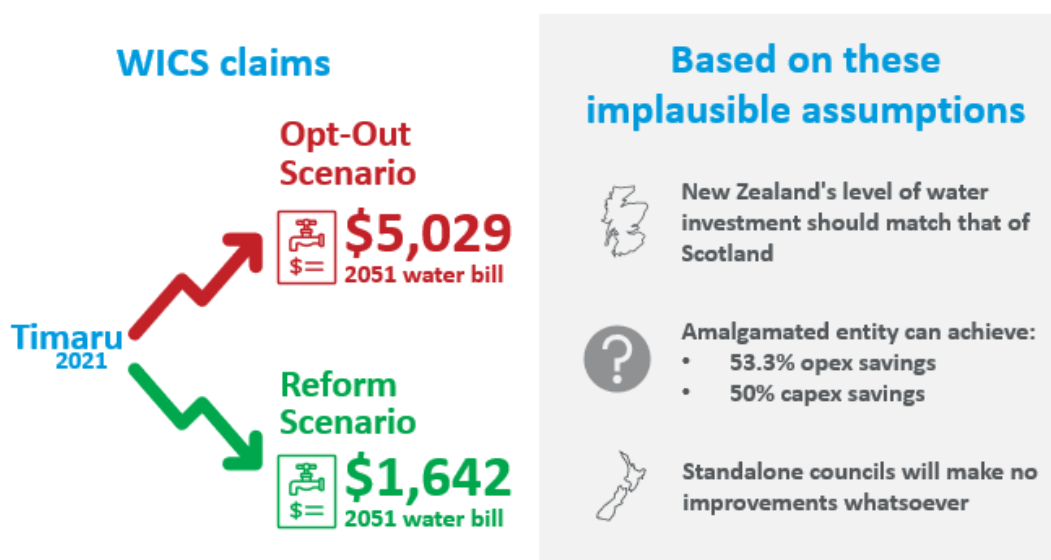 WICS claims
Opt-Out
Scenario
$5,029
2051 water bill
$=
Timaru
2021
Reform
Scenario
$1,642
2051 water bill
$=
Based on these
implausible assumptions
New Zealand's level of water
investment should match that of
Scotland
?
Amalgamated entity can achieve:
• 53.3% opex savings
• 50% capex savings
Standalone councils will make no
improvements whatsoever